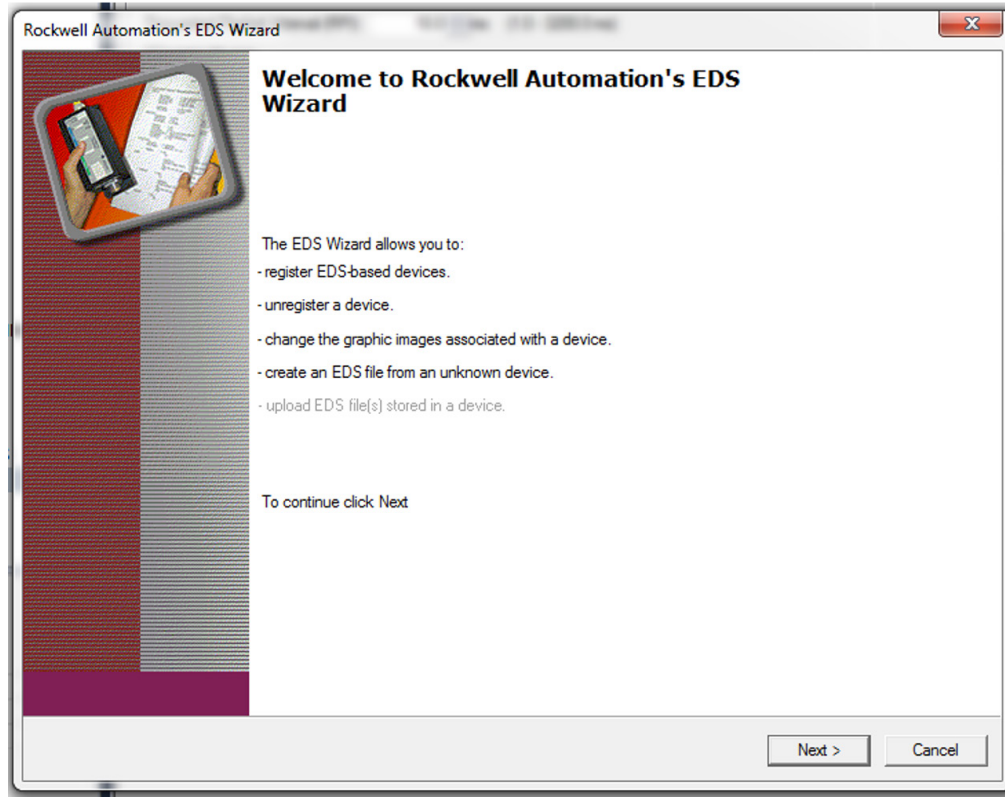 Rockwell Automation's EDS Wizard
Welcome to Rockwell Automation's EDS
Wizard
The EDS Wizard allows you to:
- register EDS-based devices.
- unregister a device.
- change the graphic images associated with a device.
- create an EDS file from an unknown device.
- upload EDS file(s) stored in a device.
To continue click Next
Next >
Cancel